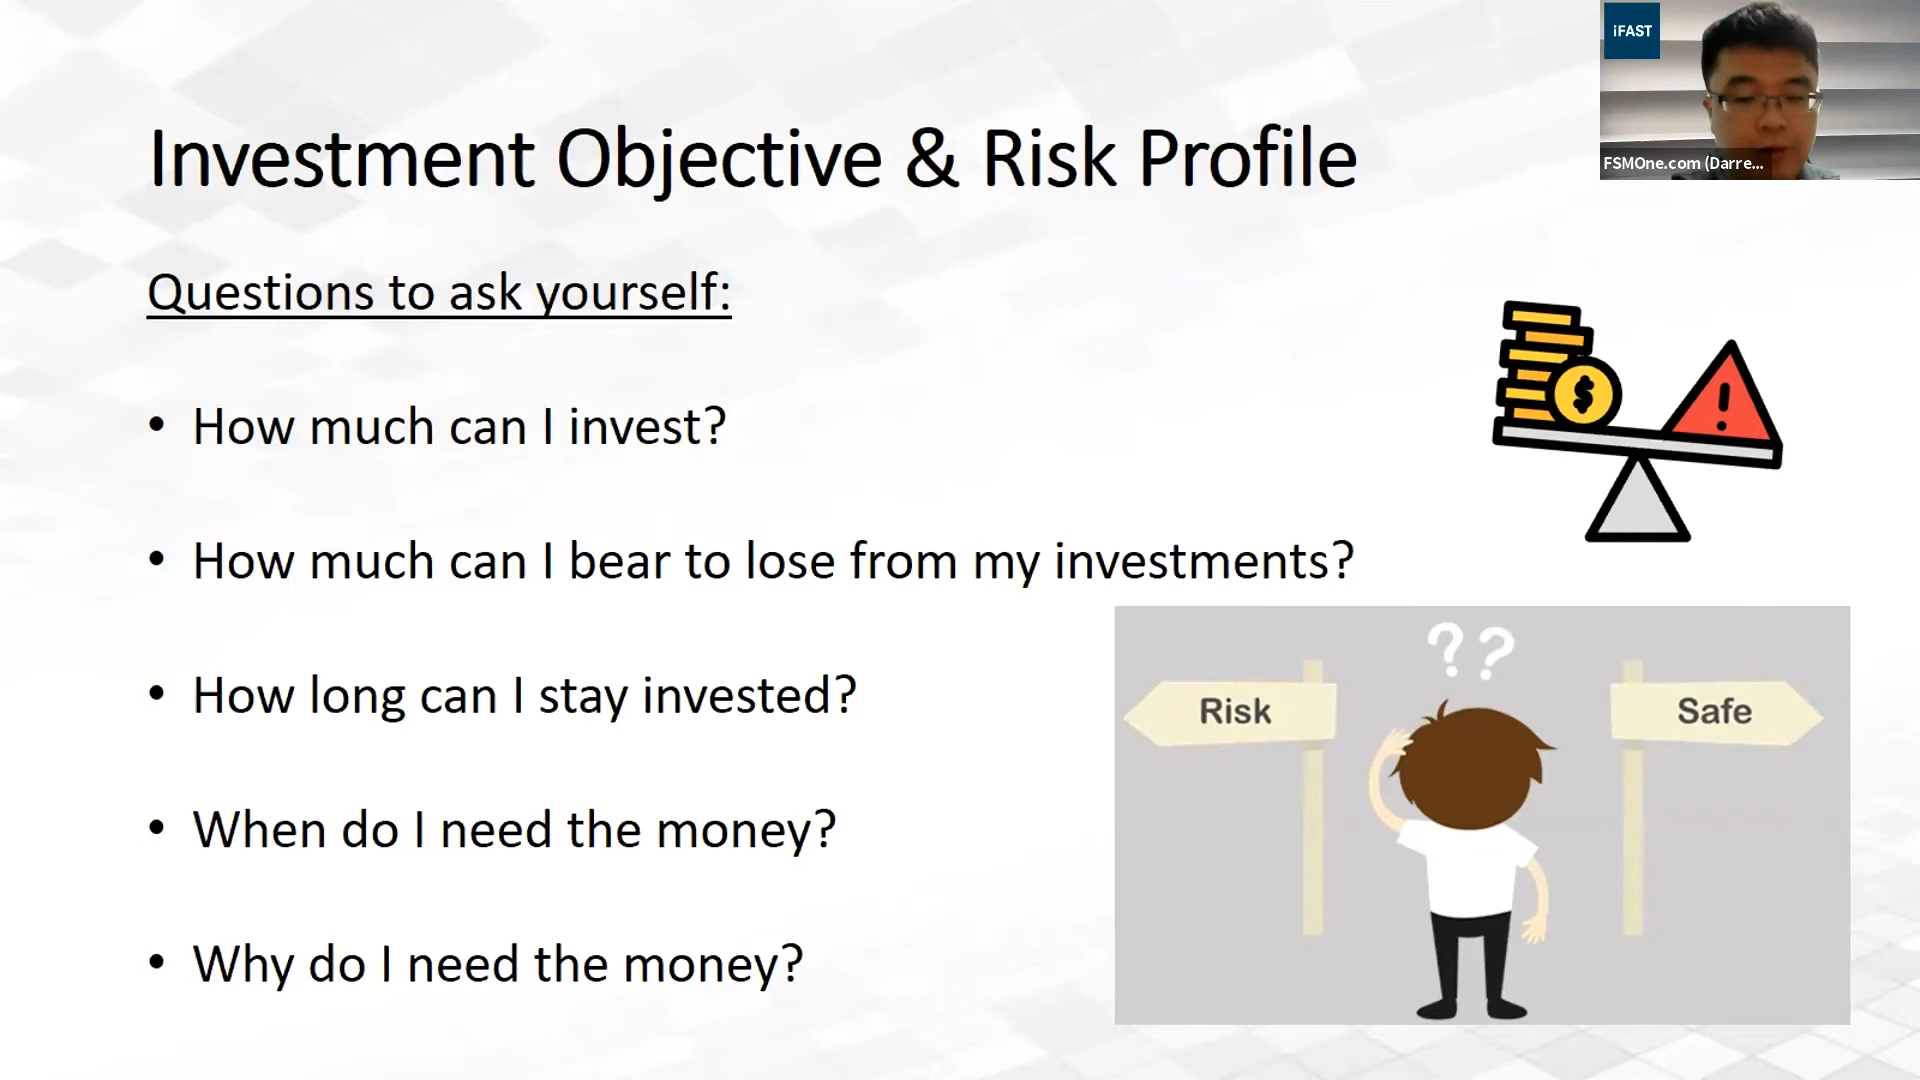 iFAST
FSMOne.com (Darre...
Investment Objective & Risk Profile
Questions to ask yourself:
• How much can I invest?
• How much can I bear to lose from my investments?
• How long can I stay invested?
• When do I need the money?
• Why do I need the money?
$
!
??
Risk
Safe